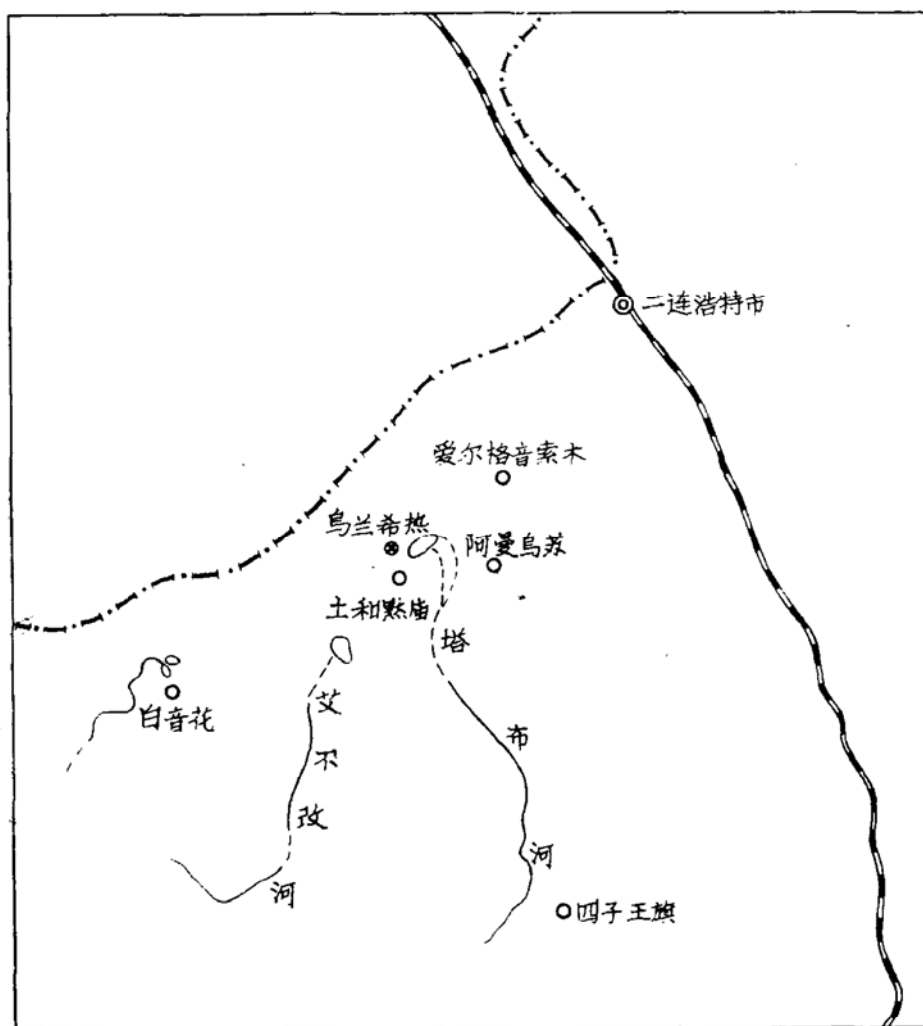 二连浩特市
爱尔格音索木
乌兰希热
阿曼乌苏
土和黙庙
塔布河
白音花
艾不改河
四子王旗